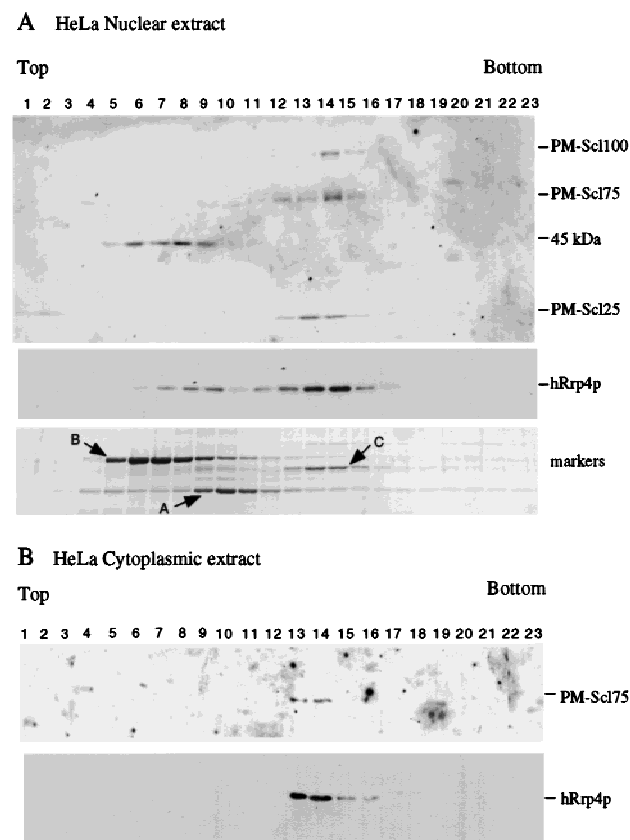 A HeLa Nuclear extract
Top Bottom
1 2 3 4 5 6 7 8 9 10 11 12 13 14 15 16 17 18 19 20 21 22 23
PM-Scl100
PM-Scl75
45 kDa
PM-Scl25
hRrp4p
B
C
markers
A
B HeLa Cytoplasmic extract
Top Bottom
1 2 3 4 5 6 7 8 9 10 11 12 13 14 15 16 17 18 19 20 21 22 23
PM-Scl75
hRrp4p